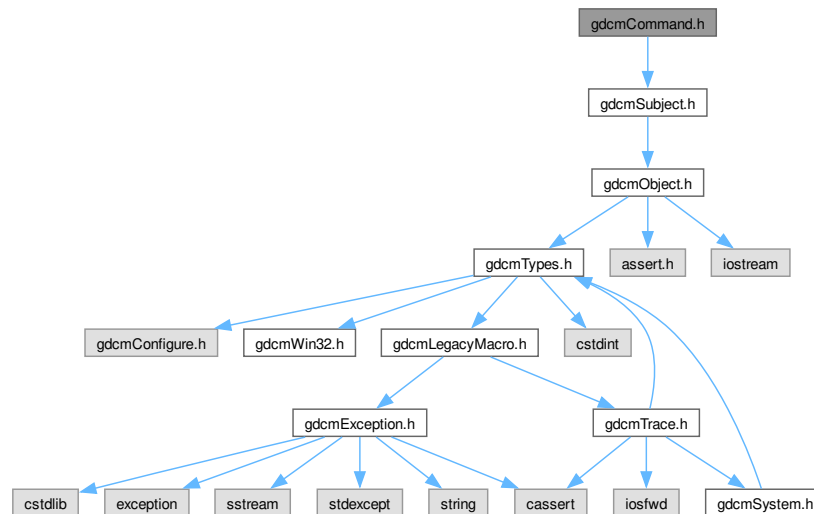 gdcmCommand.h
gdcmSubject.h
gdcmObject.h
gdcmTypes.h
assert.h
iostream
gdcmConfigure.h
gdcmWin32.h
gdcmLegacyMacro.h
cstdint
gdcmException.h
gdcmTrace.h
cstdlib
exception
sstream
stdexcept
string
cassert
iosfwd
gdcmSystem.h